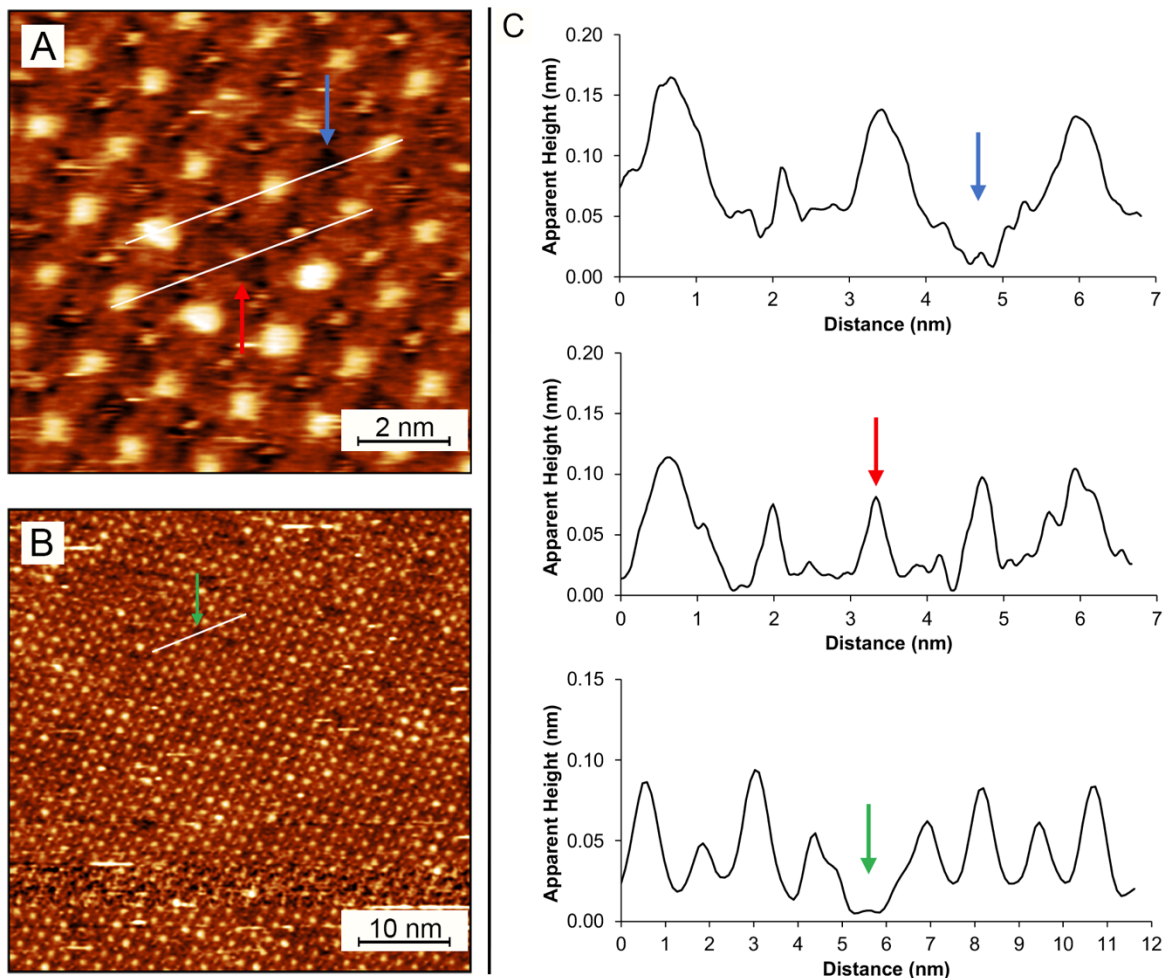 A
2 nm
B
10 nm
C
Apparent Height (nm)
0.20
0.15
0.10
0.05
0.00
0 1 2 3 4 5 6 7
Distance (nm)
Apparent Height (nm)
0.20
0.15
0.10
0.05
0.00
0 1 2 3 4 5 6 7
Distance (nm)
Apparent Height (nm)
0.15
0.10
0.05
0.00
0 1 2 3 4 5 6 7 8 9 10 11 12
Distance (nm)